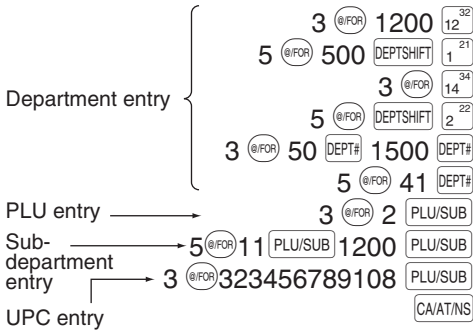 3 @/FOR 1200 12 32
5 @/FOR 500 DEPTSHIFT 1 21
3 @/FOR 14 34
Department entry
5 @/FOR DEPTSHIFT 2 22
3 @/FOR 50 DEPT# 1500 DEPT#
5 @/FOR 41 DEPT#
PLU entry 3 @/FOR 2 PLU/SUB
Sub-
department
entry
5 @/FOR 11 PLU/SUB 1200 PLU/SUB
3 @/FOR 323456789108 PLU/SUB
UPC entry
CA/AT/NS